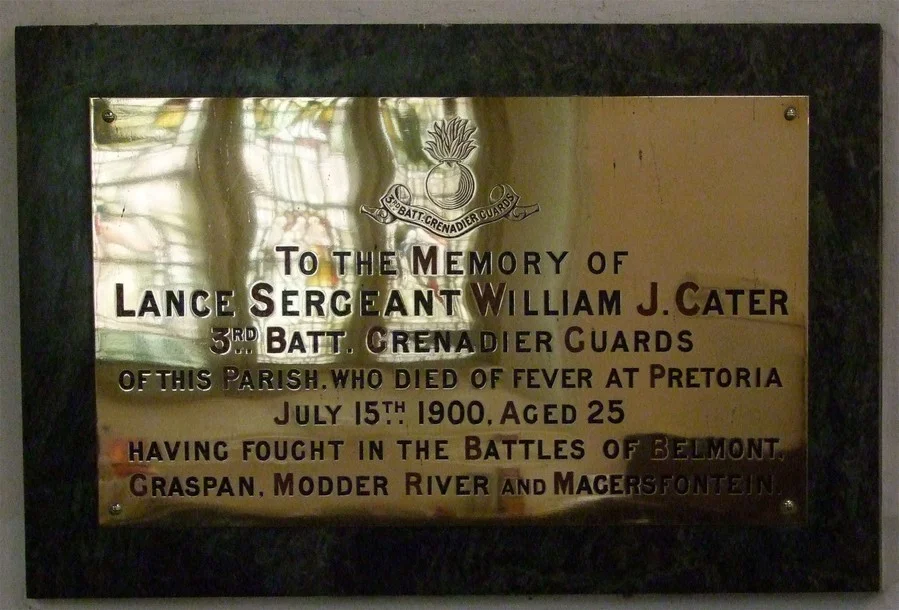 3RD BATT. GRENADIER GUARDS
TO THE MEMORY OF
LANCE SERGEANT WILLIAM J. CATER
3RD BATT. GRENADIER GUARDS
OF THIS PARISH. WHO DIED OF FEVER AT PRETORIA
JULY 15TH 1900. AGED 25
HAVING FOUGHT IN THE BATTLES OF BELMONT,
GRASPAN, MODDER RIVER AND MAGERSFONTEIN.